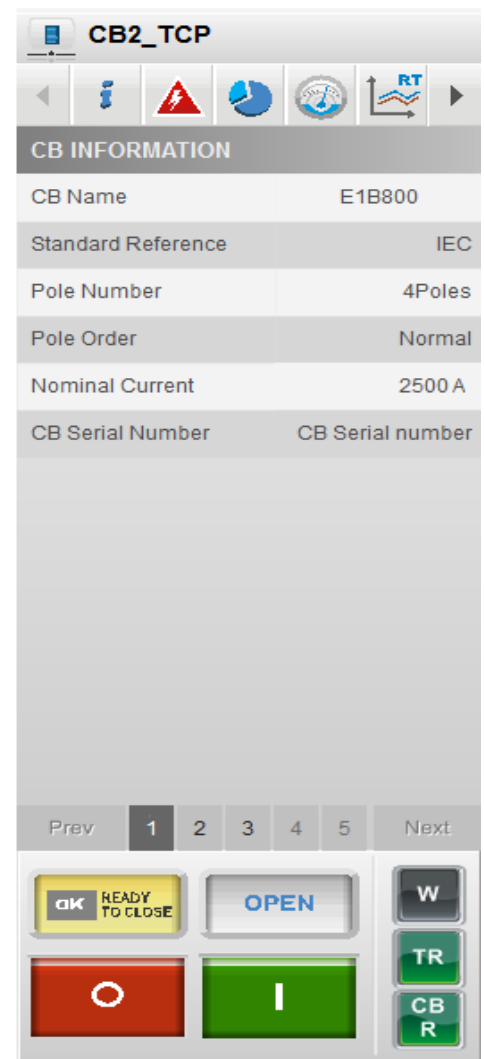 CB2_TCP
RT
CB INFORMATION
CB Name E1B800
Standard Reference IEC
Pole Number 4Poles
Pole Order Normal
Nominal Current 2500 A
CB Serial Number CB Serial number
Prev 1 2 3 4 5 Next
OK READY
TO CLOSE
OPEN
W
TR
O
I
CB
R